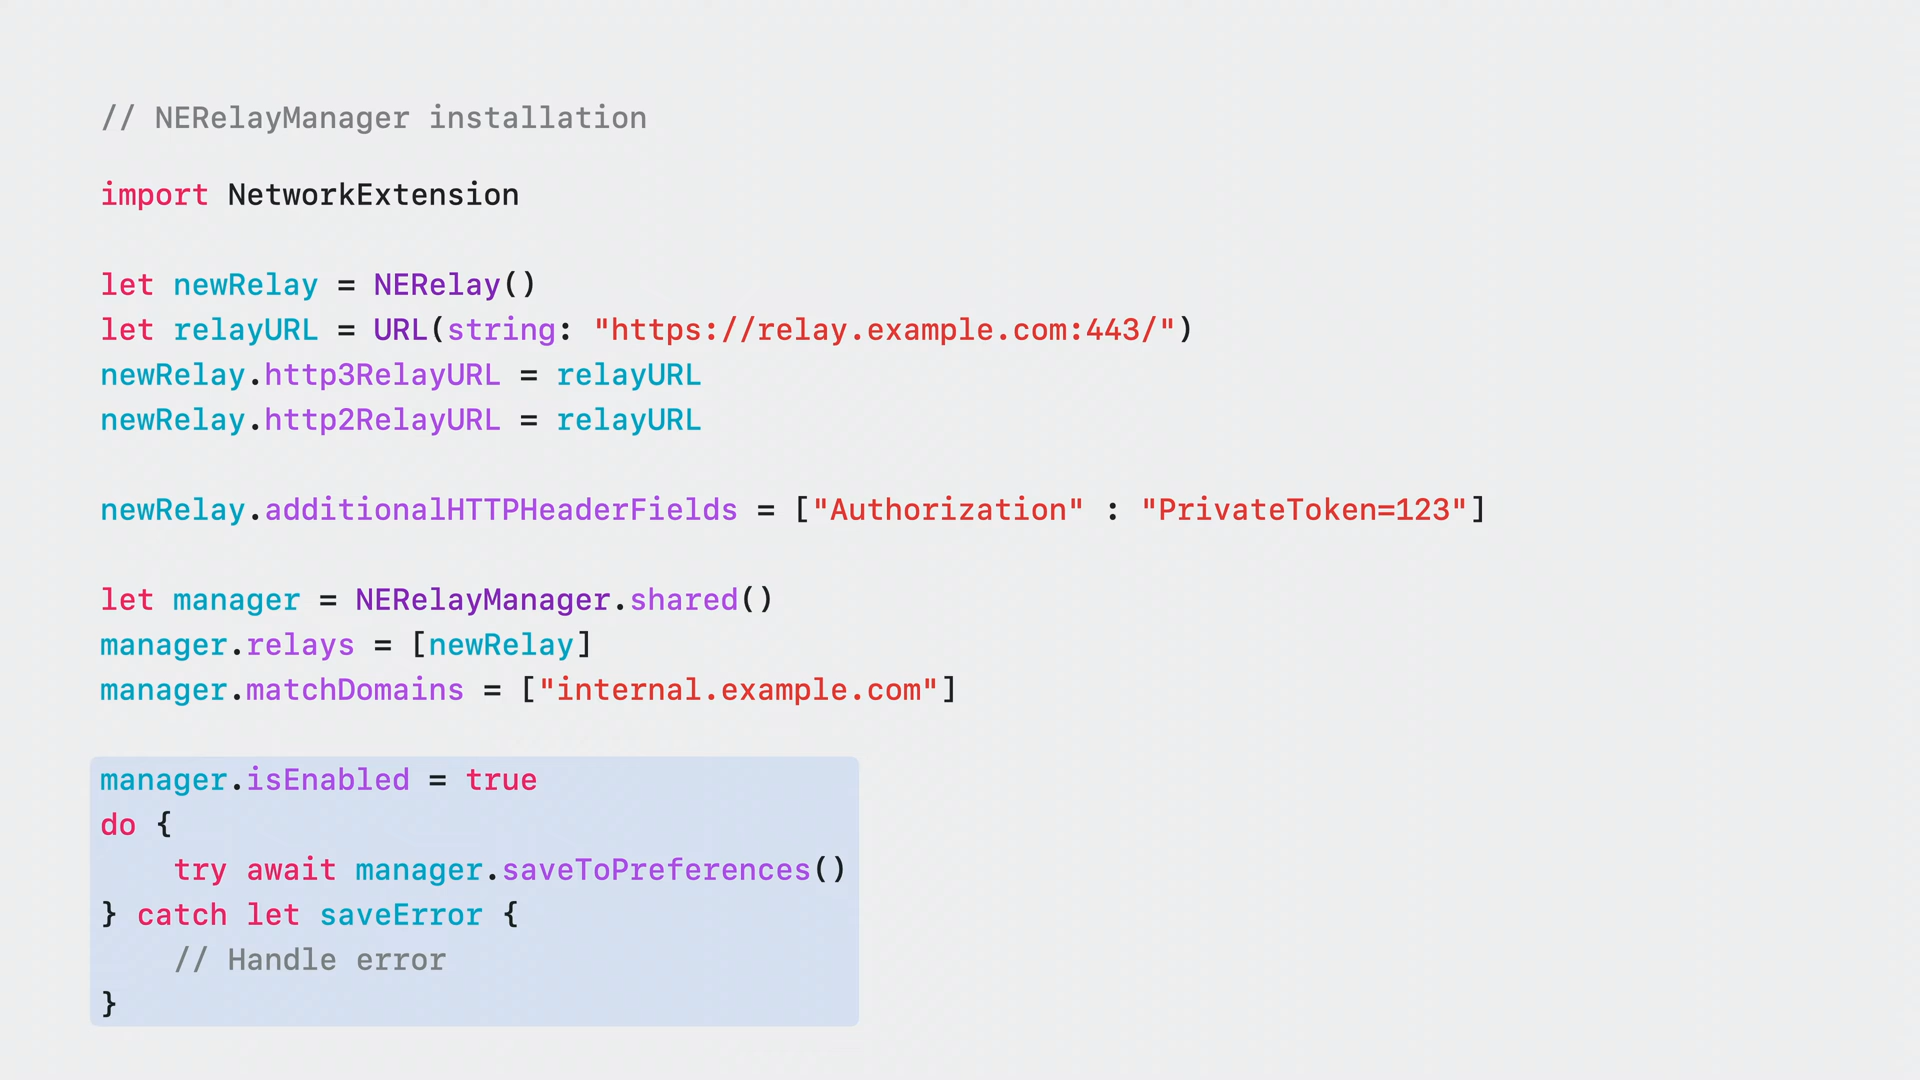 // NERelayManager installation
import NetworkExtension
let newRelay = NERelay()
let relayURL = URL(string: "https://relay.example.com:443/")
newRelay.http3RelayURL = relayURL
newRelay.http2RelayURL = relayURL
newRelay.additionalHTTPHeaderFields = ["Authorization" : "PrivateToken=123"]
let manager = NERelayManager.shared()
manager.relays = [newRelay]
manager.matchDomains = ["internal.example.com"]
manager.isEnabled = true
do {
    try await manager.saveToPreferences()
} catch let saveError {
    // Handle error
}